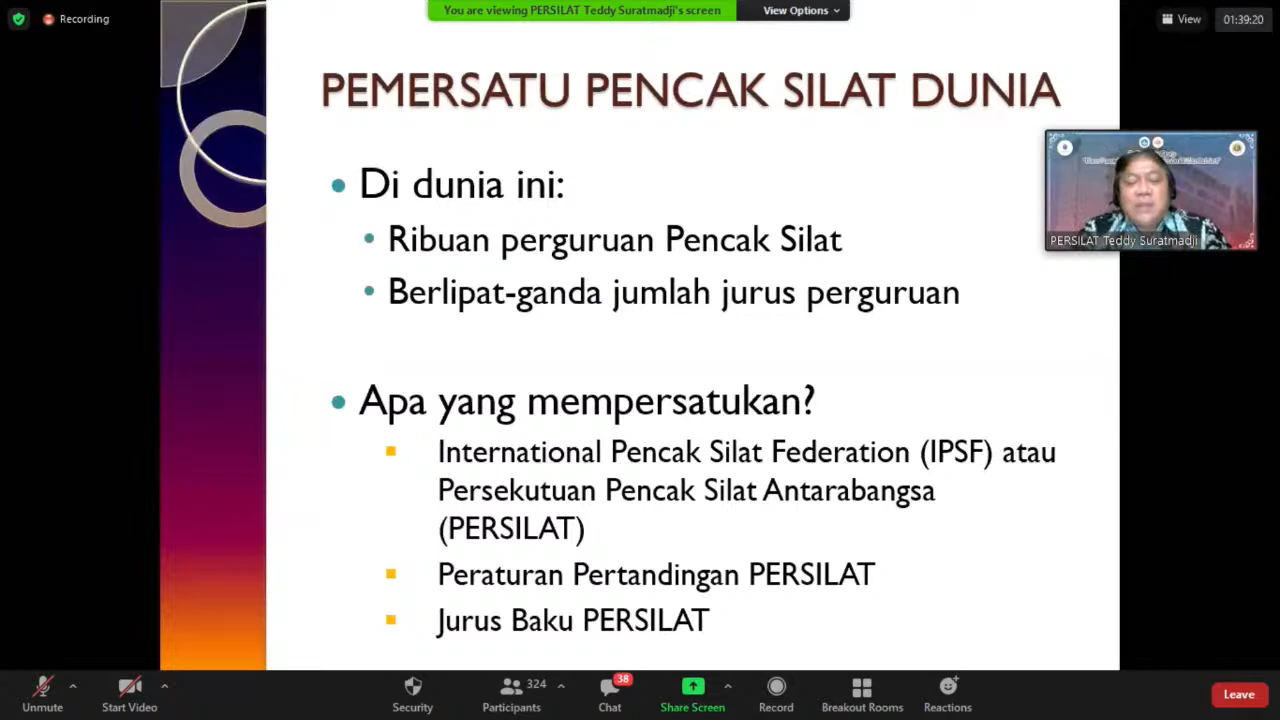 Recording
You are viewing PERSILAT Teddy Suratmadji's screen
View Options
View
01:39:20
PEMERSATU PENCAK SILAT DUNIA
Di dunia ini:
Ribuan perguruan Pencak Silat
Berlipat-ganda jumlah jurus perguruan
PERSILAT Teddy Suratmadji
Apa yang mempersatukan?
International Pencak Silat Federation (IPSF) atau
Persekutuan Pencak Silat Antarabangsa
(PERSILAT)
Peraturan Pertandingan PERSILAT
Jurus Baku PERSILAT
Unmute
Start Video
Security
Participants
324
Chat
38
Share Screen
Record
Breakout Rooms
Reactions
Leave